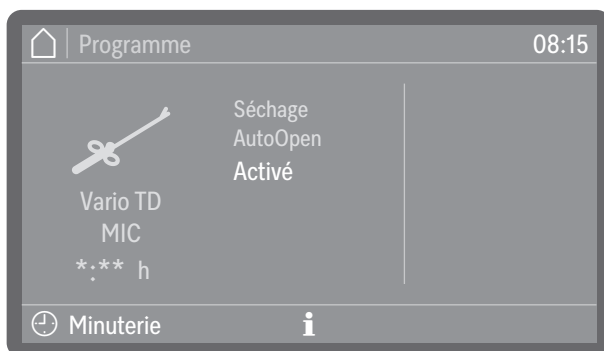 Programme 08:15
Séchage
AutoOpen
Activé
Vario TD
MIC
*:** h
Minuterie i